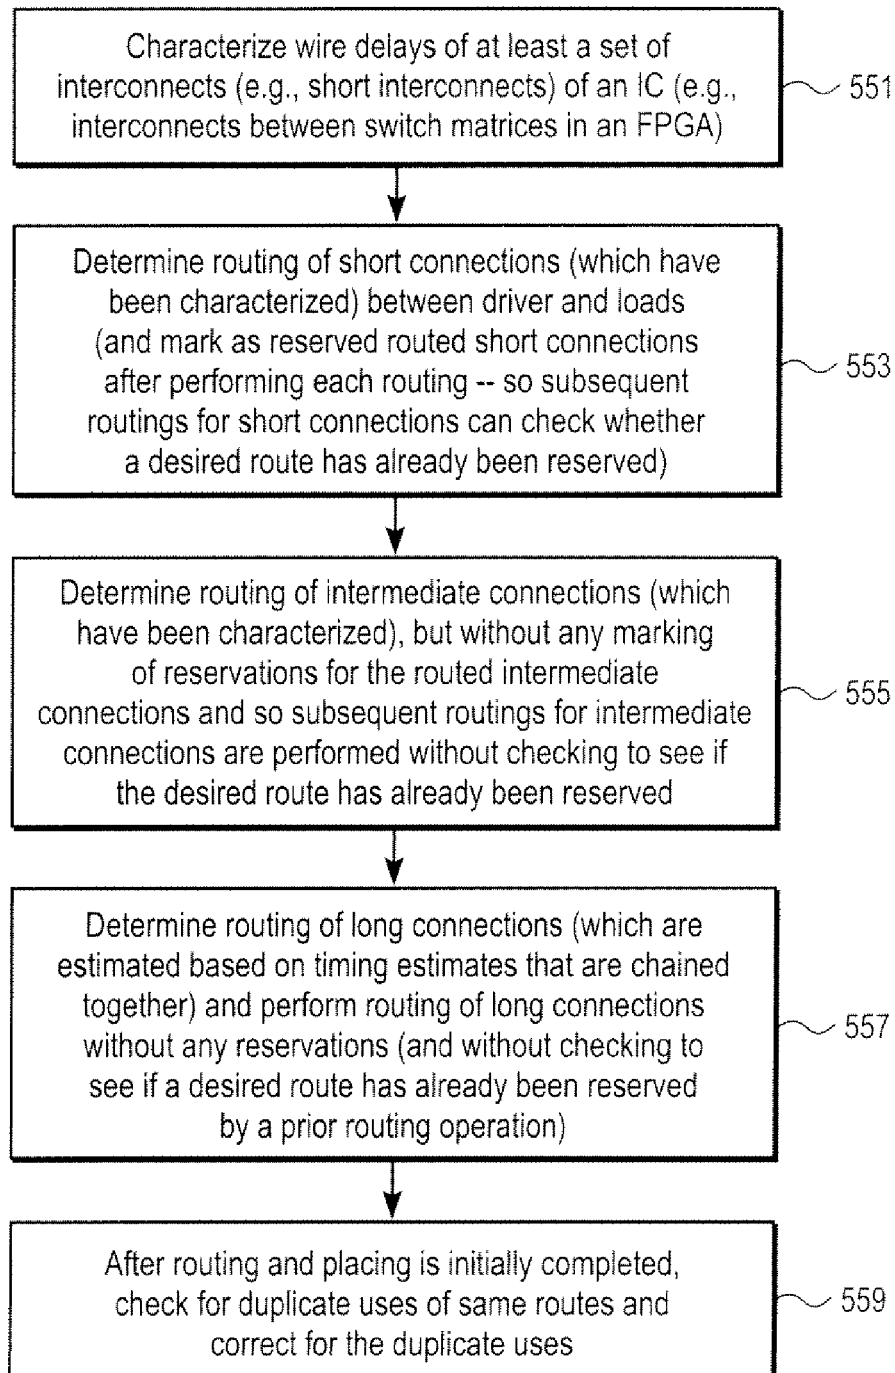 Characterize wire delays of at least a set of
interconnects (e.g., short interconnects) of an IC (e.g.,
interconnects between switch matrices in an FPGA)
551
Determine routing of short connections (which have
been characterized) between driver and loads
(and mark as reserved routed short connections
after performing each routing -- so subsequent
routings for short connections can check whether
a desired route has already been reserved)
553
Determine routing of intermediate connections (which
have been characterized), but without any marking
of reservations for the routed intermediate
connections and so subsequent routings for intermediate
connections are performed without checking to see if
the desired route has already been reserved
555
Determine routing of long connections (which are
estimated based on timing estimates that are chained
together) and perform routing of long connections
without any reservations (and without checking to
see if a desired route has already been reserved
by a prior routing operation)
557
After routing and placing is initially completed,
check for duplicate uses of same routes and
correct for the duplicate uses
559